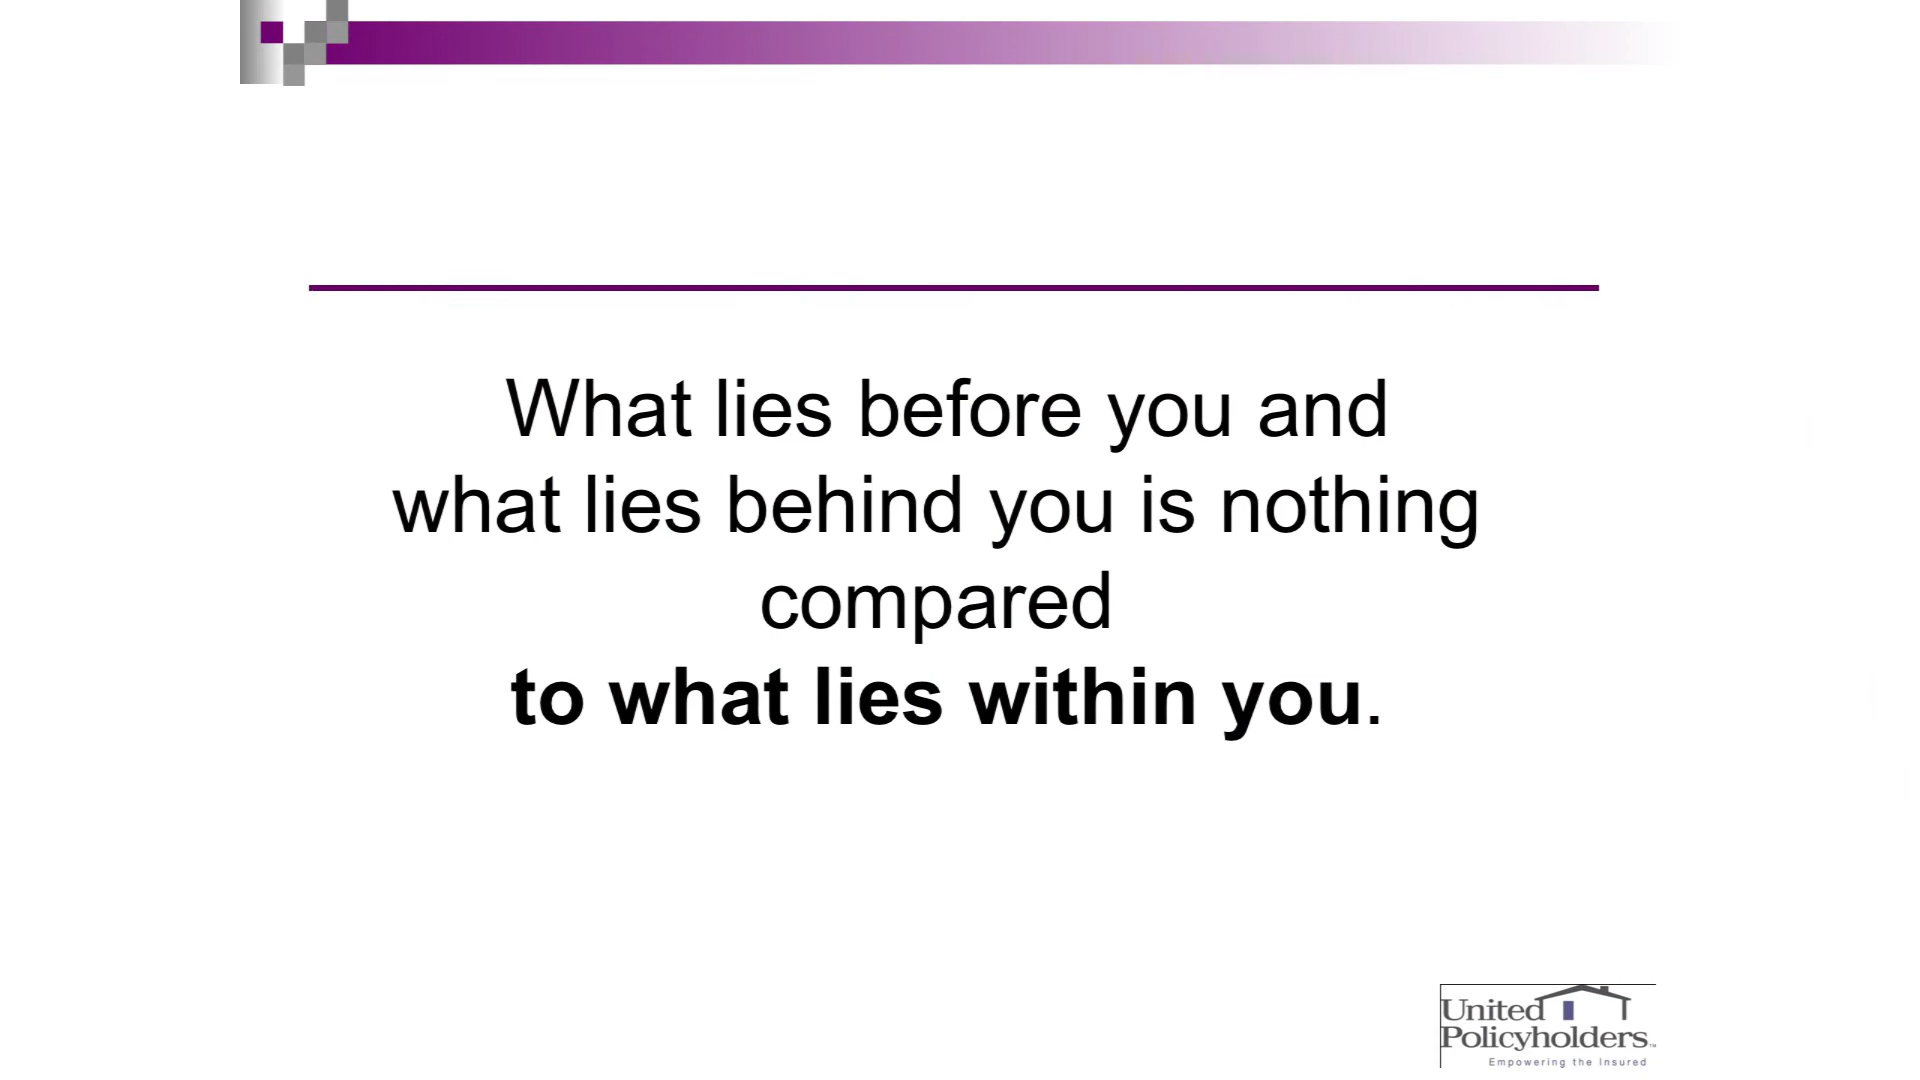 What lies before you and
what lies behind you is nothing
compared
to what lies within you.
United
Policyholders™
Empowering the Insured